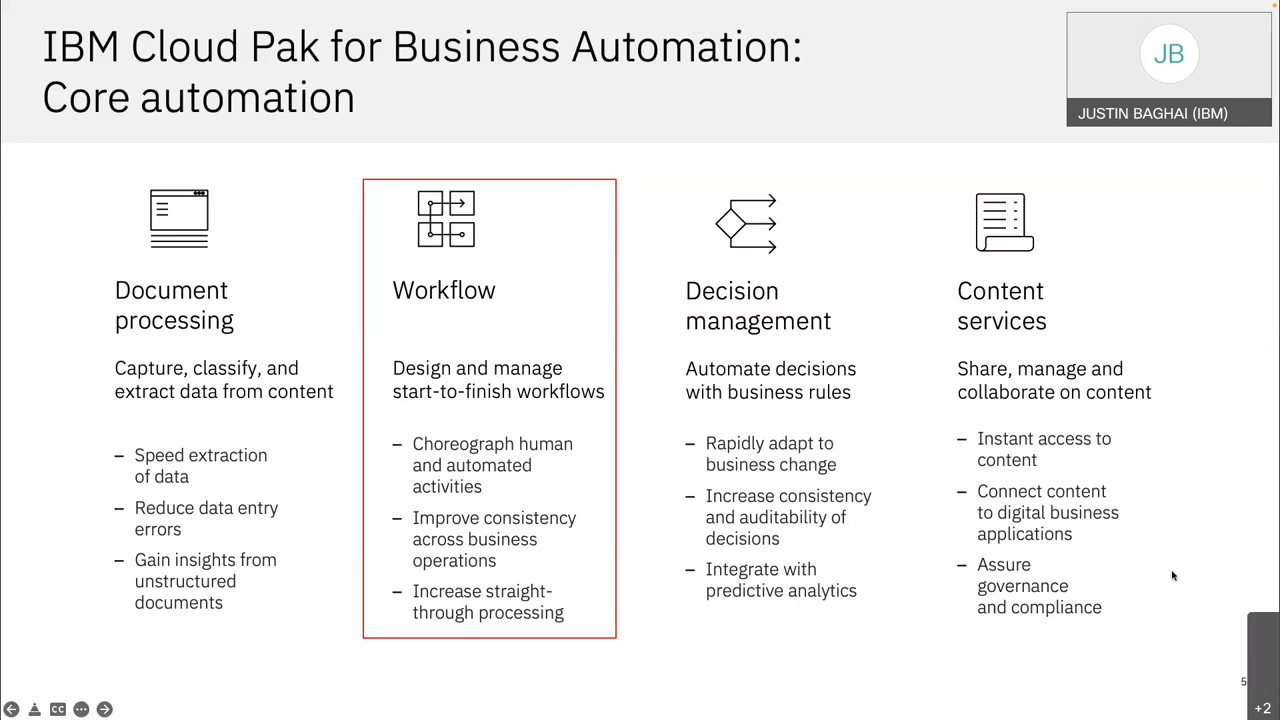 IBM Cloud Pak for Business Automation:
Core automation
JB
JUSTIN BAGHAI (IBM)
Document
processing
Capture, classify, and
extract data from content
– Speed extraction
of data
– Reduce data entry
errors
– Gain insights from
unstructured
documents
Workflow
Design and manage
start-to-finish workflows
– Choreograph human
and automated
activities
– Improve consistency
across business
operations
– Increase straight-
through processing
Decision
management
Automate decisions
with business rules
– Rapidly adapt to
business change
– Increase consistency
and auditability of
decisions
– Integrate with
predictive analytics
Content
services
Share, manage and
collaborate on content
– Instant access to
content
– Connect content
to digital business
applications
– Assure
governance
and compliance
5
CC
+2